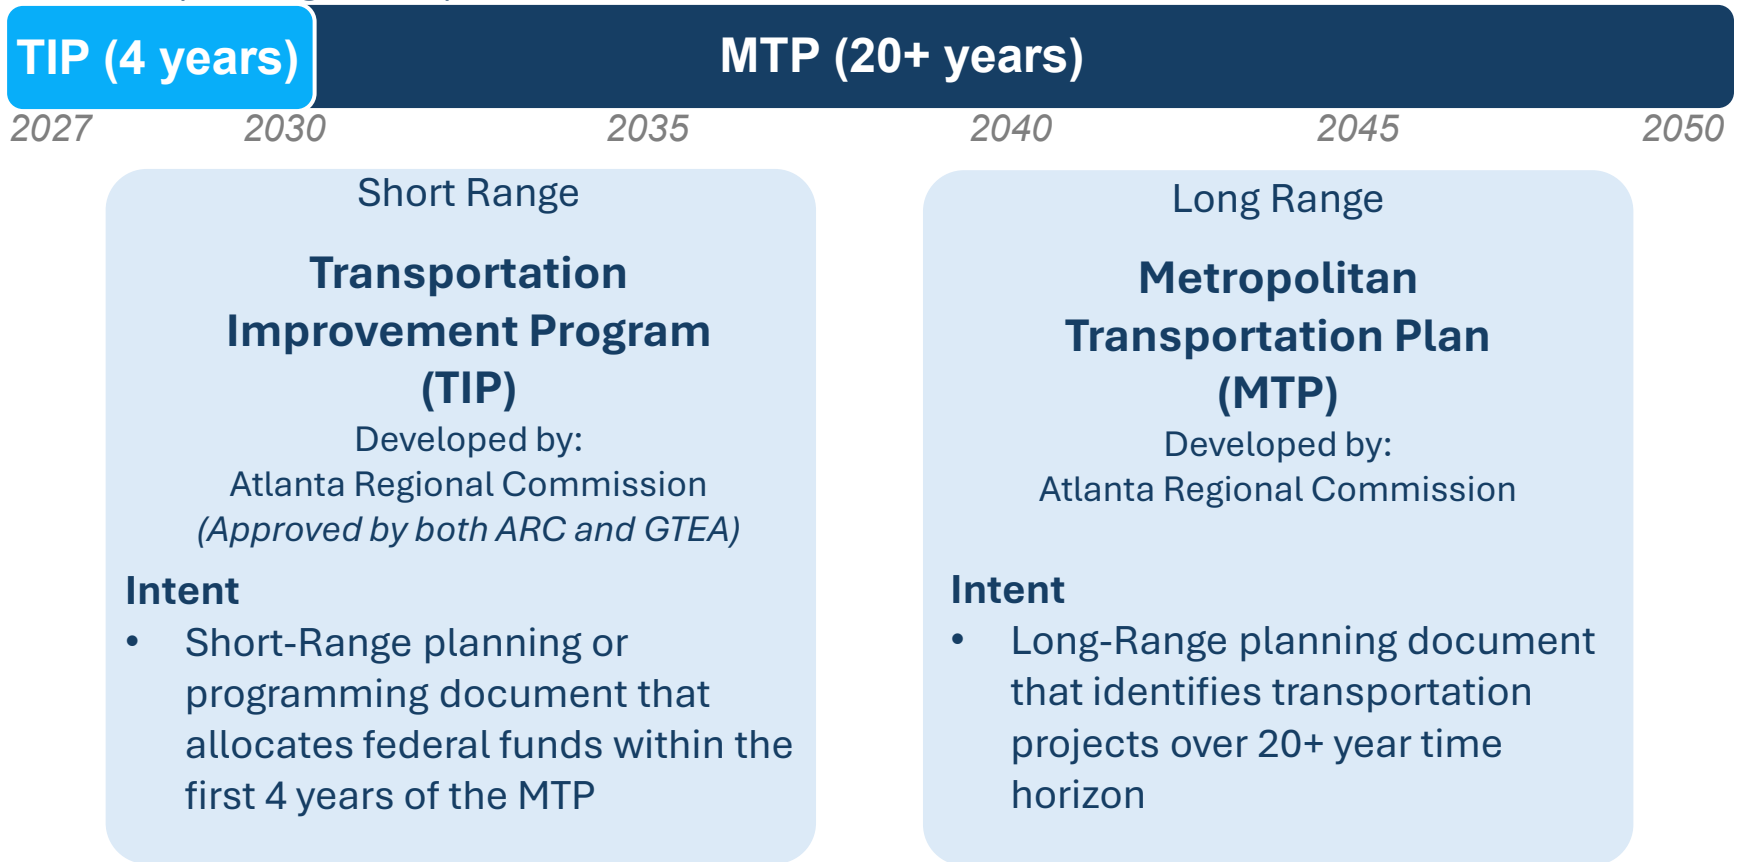 TIP (4 years)
MTP (20+ years)
2027 2030 2035 2040 2045 2050
Short Range
Transportation
Improvement Program
(TIP)
Developed by:
Atlanta Regional Commission
(Approved by both ARC and GTEA)
Intent
• Short-Range planning or
programming document that
allocates federal funds within the
first 4 years of the MTP
Long Range
Metropolitan
Transportation Plan
(MTP)
Developed by:
Atlanta Regional Commission
Intent
• Long-Range planning document
that identifies transportation
projects over 20+ year time
horizon